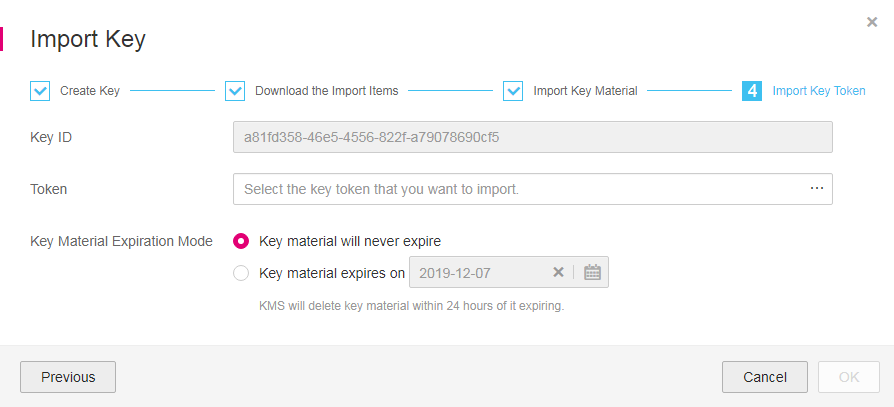 Import Key
Create Key
Download the Import Items
Import Key Material
4 Import Key Token
Key ID
a81fd358-46e5-4556-822f-a79078690cf5
Token
Select the key token that you want to import.
Key Material Expiration Mode
Key material will never expire
Key material expires on 2019-12-07
KMS will delete key material within 24 hours of it expiring.
Previous
Cancel
OK